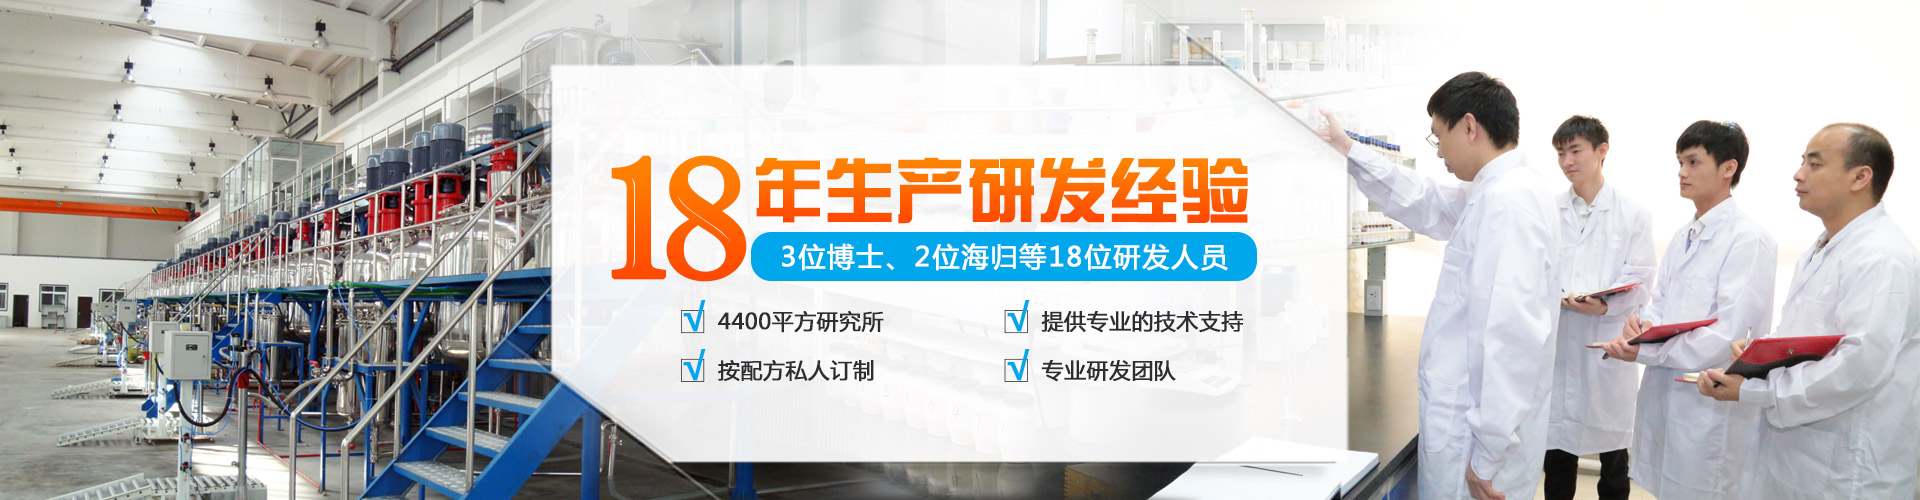 18年生产研发经验
3位博士、2位海归等18位研发人员
4400平方研究所
提供专业的技术支持
按配方私人订制
专业研发团队